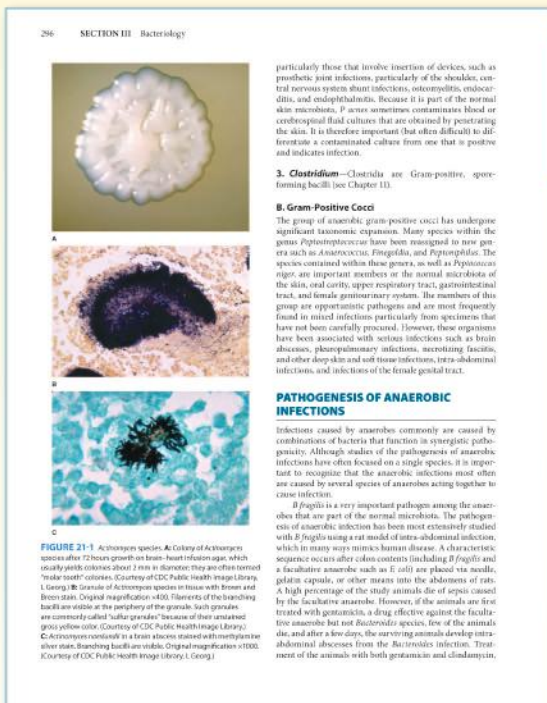 296 SECTION III Bacteriology
A
B
C
FIGURE 21-1 Actinomyces species. A: Colony of Actinomyces
species after 72 hours growth on brain–heart infusion agar, which
usually yields colonies about 2 mm in diameter; they are often termed
"molar tooth" colonies. (Courtesy of CDC Public Health Image Library,
L Georg.) B: Granule of Actinomyces species in tissue with Brown and
Breen stain. Original magnification ×400. Filaments of the branching
bacilli are visible at the periphery of the granule. Such granules
are commonly called "sulfur granules" because of their unstained
gross yellow color. (Courtesy of CDC Public Health Image Library.)
C: Actinomyces naeslundii in a brain abscess stained with methylamine
silver stain. Branching bacilli are visible. Original magnification ×1000.
(Courtesy of CDC Public Health Image Library, L Georg.)
particularly those that involve insertion of devices, such as
prosthetic joint infections, particularly of the shoulder, cen-
tral nervous system shunt infections, osteomyelitis, endocar-
ditis, and endophthalmitis. Because it is part of the normal
skin microbiota, P acnes sometimes contaminates blood or
cerebrospinal fluid cultures that are obtained by penetrating
the skin. It is therefore important (but often difficult) to dif-
ferentiate a contaminated culture from one that is positive
and indicates infection.
3. Clostridium—Clostridia are Gram-positive, spore-
forming bacilli (see Chapter 11).
B. Gram-Positive Cocci
The group of anaerobic gram-positive cocci has undergone
significant taxonomic expansion. Many species within the
genus Peptostreptococcus have been reassigned to new gen-
era such as Anaerococcus, Finegoldia, and Peptoniphilus. The
species contained within these genera, as well as Peptococcus
niger, are important members or the normal microbiota of
the skin, oral cavity, upper respiratory tract, gastrointestinal
tract, and female genitourinary system. The members of this
group are opportunistic pathogens and are most frequently
found in mixed infections particularly from specimens that
have not been carefully procured. However, these organisms
have been associated with serious infections such as brain
abscesses, pleuropulmonary infections, necrotizing fasciitis,
and other deep skin and soft tissue infections, intra-abdominal
infections, and infections of the female genital tract.
PATHOGENESIS OF ANAEROBIC
INFECTIONS
Infections caused by anaerobes commonly are caused by
combinations of bacteria that function in synergistic patho-
genicity. Although studies of the pathogenesis of anaerobic
infections have often focused on a single species, it is impor-
tant to recognize that the anaerobic infections most often
are caused by several species of anaerobes acting together to
cause infection.
B fragilis is a very important pathogen among the anaer-
obes that are part of the normal microbiota. The pathogen-
esis of anaerobic infection has been most extensively studied
with B fragilis using a rat model of intra-abdominal infection,
which in many ways mimics human disease. A characteristic
sequence occurs after colon contents (including B fragilis and
a facultative anaerobe such as E coli) are placed via needle,
gelatin capsule, or other means into the abdomens of rats.
A high percentage of the study animals die of sepsis caused
by the facultative anaerobe. However, if the animals are first
treated with gentamicin, a drug effective against the faculta-
tive anaerobe but not Bacteroides species, few of the animals
die, and after a few days, the surviving animals develop intra-
abdominal abscesses from the Bacteroides infection. Treat-
ment of the animals with both gentamicin and clindamycin,